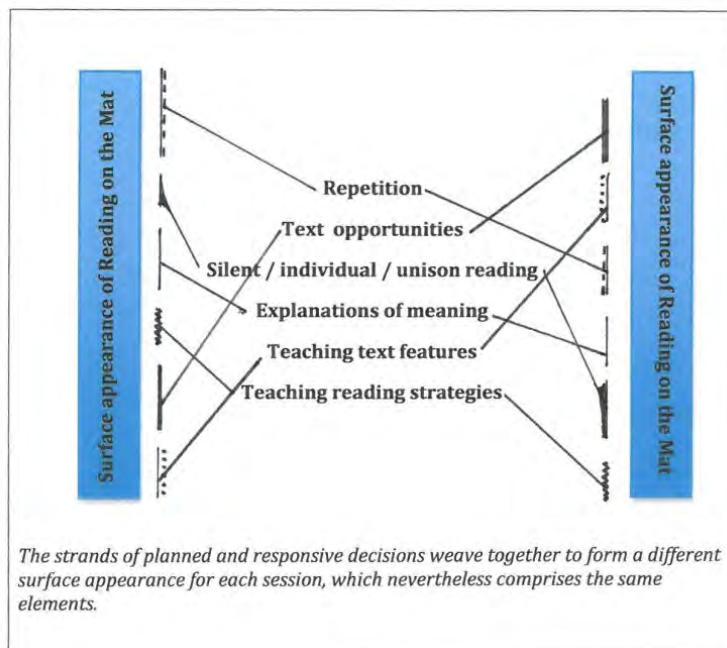 Surface appearance of Reading on the Mat
Repetition
Text opportunities
Silent / individual / unison reading
Explanations of meaning
Teaching text features
Teaching reading strategies
Surface appearance of Reading on the Mat
The strands of planned and responsive decisions weave together to form a different
surface appearance for each session, which nevertheless comprises the same
elements.